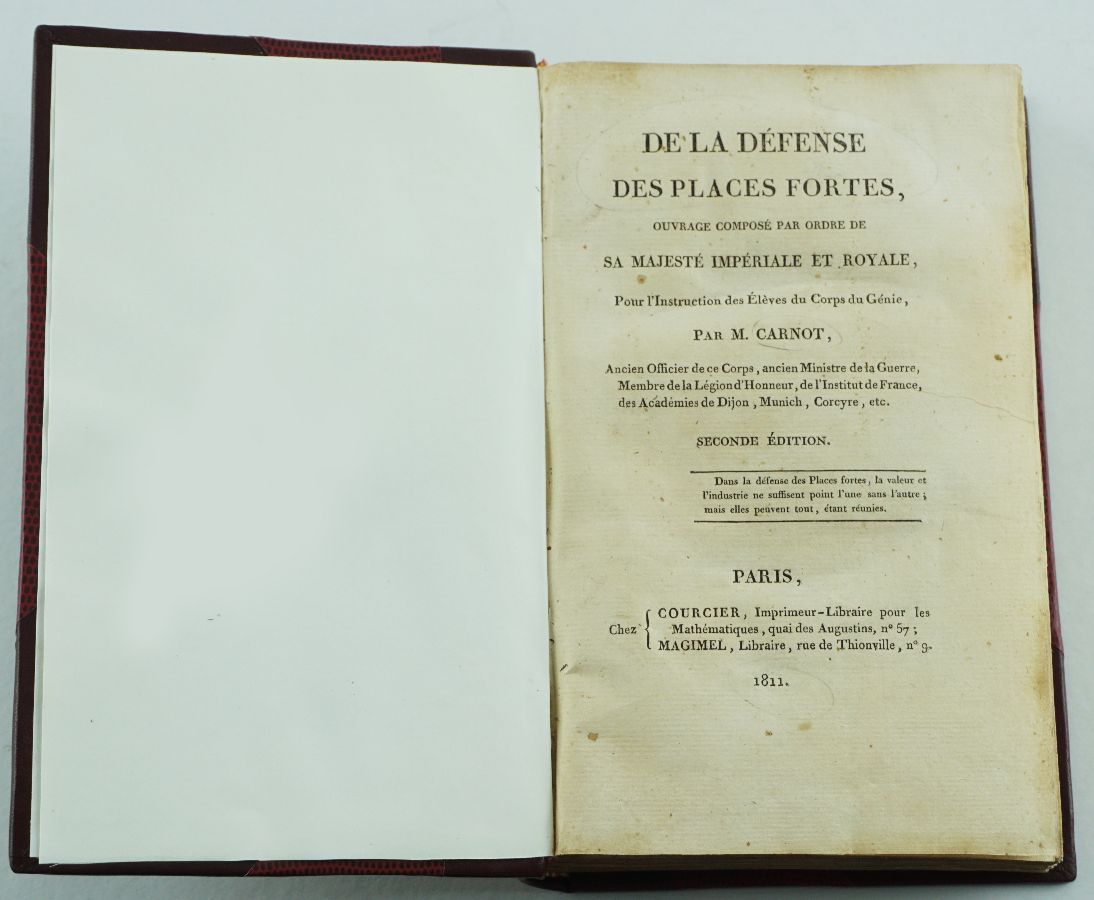 DE LA DÉFENSE
DES PLACES FORTES,
OUVRAGE COMPOSÉ PAR ORDRE DE
SA MAJESTÉ IMPÉRIALE ET ROYALE,
Pour l'Instruction des Élèves du Corps du Génie,
PAR M. CARNOT,
Ancien Officier de ce Corps, ancien Ministre de la Guerre,
Membre de la Légion d'Honneur, de l'Institut de France,
des Académies de Dijon, Munich, Corcyre, etc.
SECONDE ÉDITION.
Dans la défense des Places fortes, la valeur et
l'industrie ne suffisent point l'une sans l'autre;
mais elles peuvent tout, étant réunies.
PARIS,
Chez { COURCIER, Imprimeur-Libraire pour les
Mathématiques, quai des Augustins, n° 57;
MAGIMEL, Libraire, rue de Thionville, n° 9.
1811.